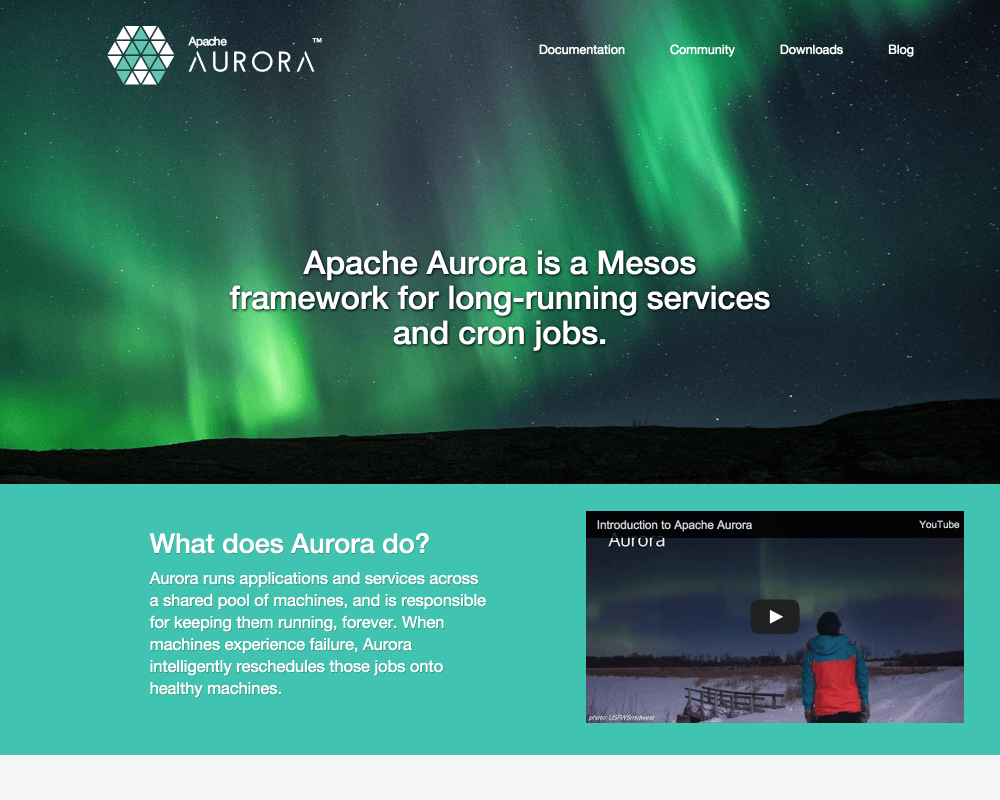 Apache
AURORA™
Documentation
Community
Downloads
Blog
Apache Aurora is a Mesos
framework for long-running services
and cron jobs.
What does Aurora do?
Aurora runs applications and services across
a shared pool of machines, and is responsible
for keeping them running, forever. When
machines experience failure, Aurora
intelligently reschedules those jobs onto
healthy machines.
Introduction to Apache Aurora
YouTube
Aurora
photo: USFWSmidwest